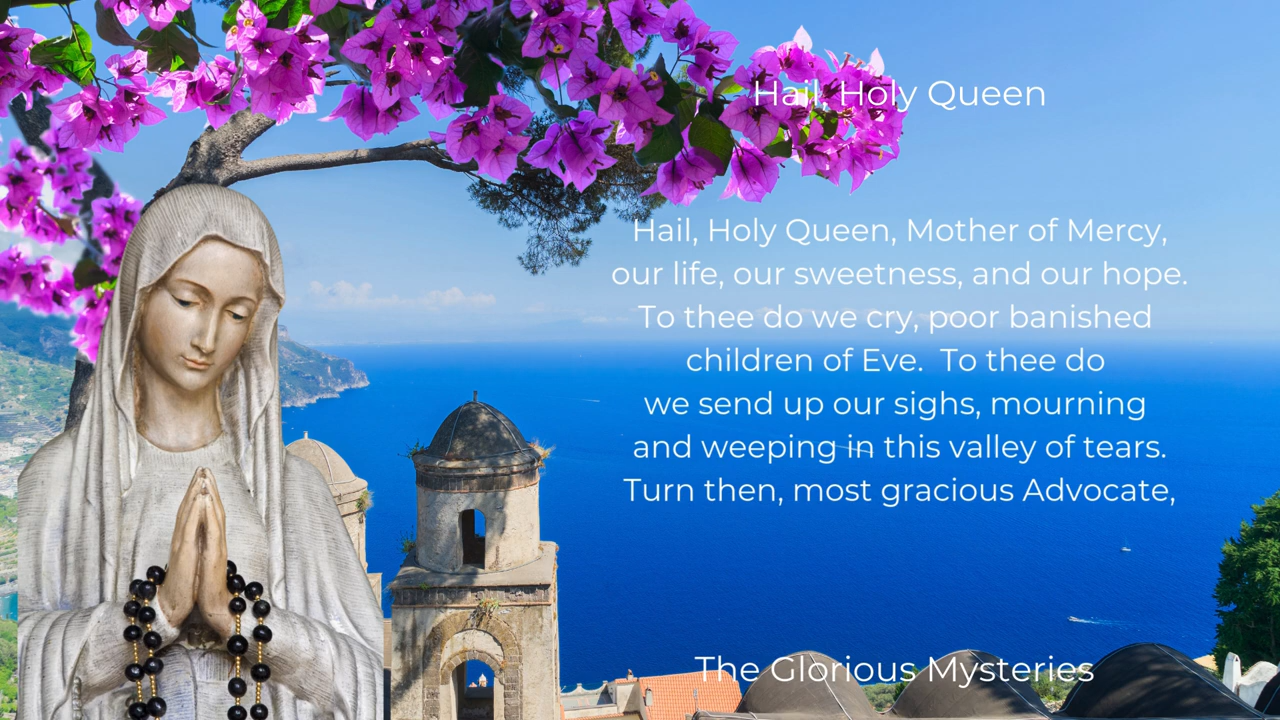 Hail, Holy Queen
Hail, Holy Queen, Mother of Mercy,
our life, our sweetness, and our hope.
To thee do we cry, poor banished
children of Eve.  To thee do
we send up our sighs, mourning
and weeping in this valley of tears.
Turn then, most gracious Advocate,
The Glorious Mysteries